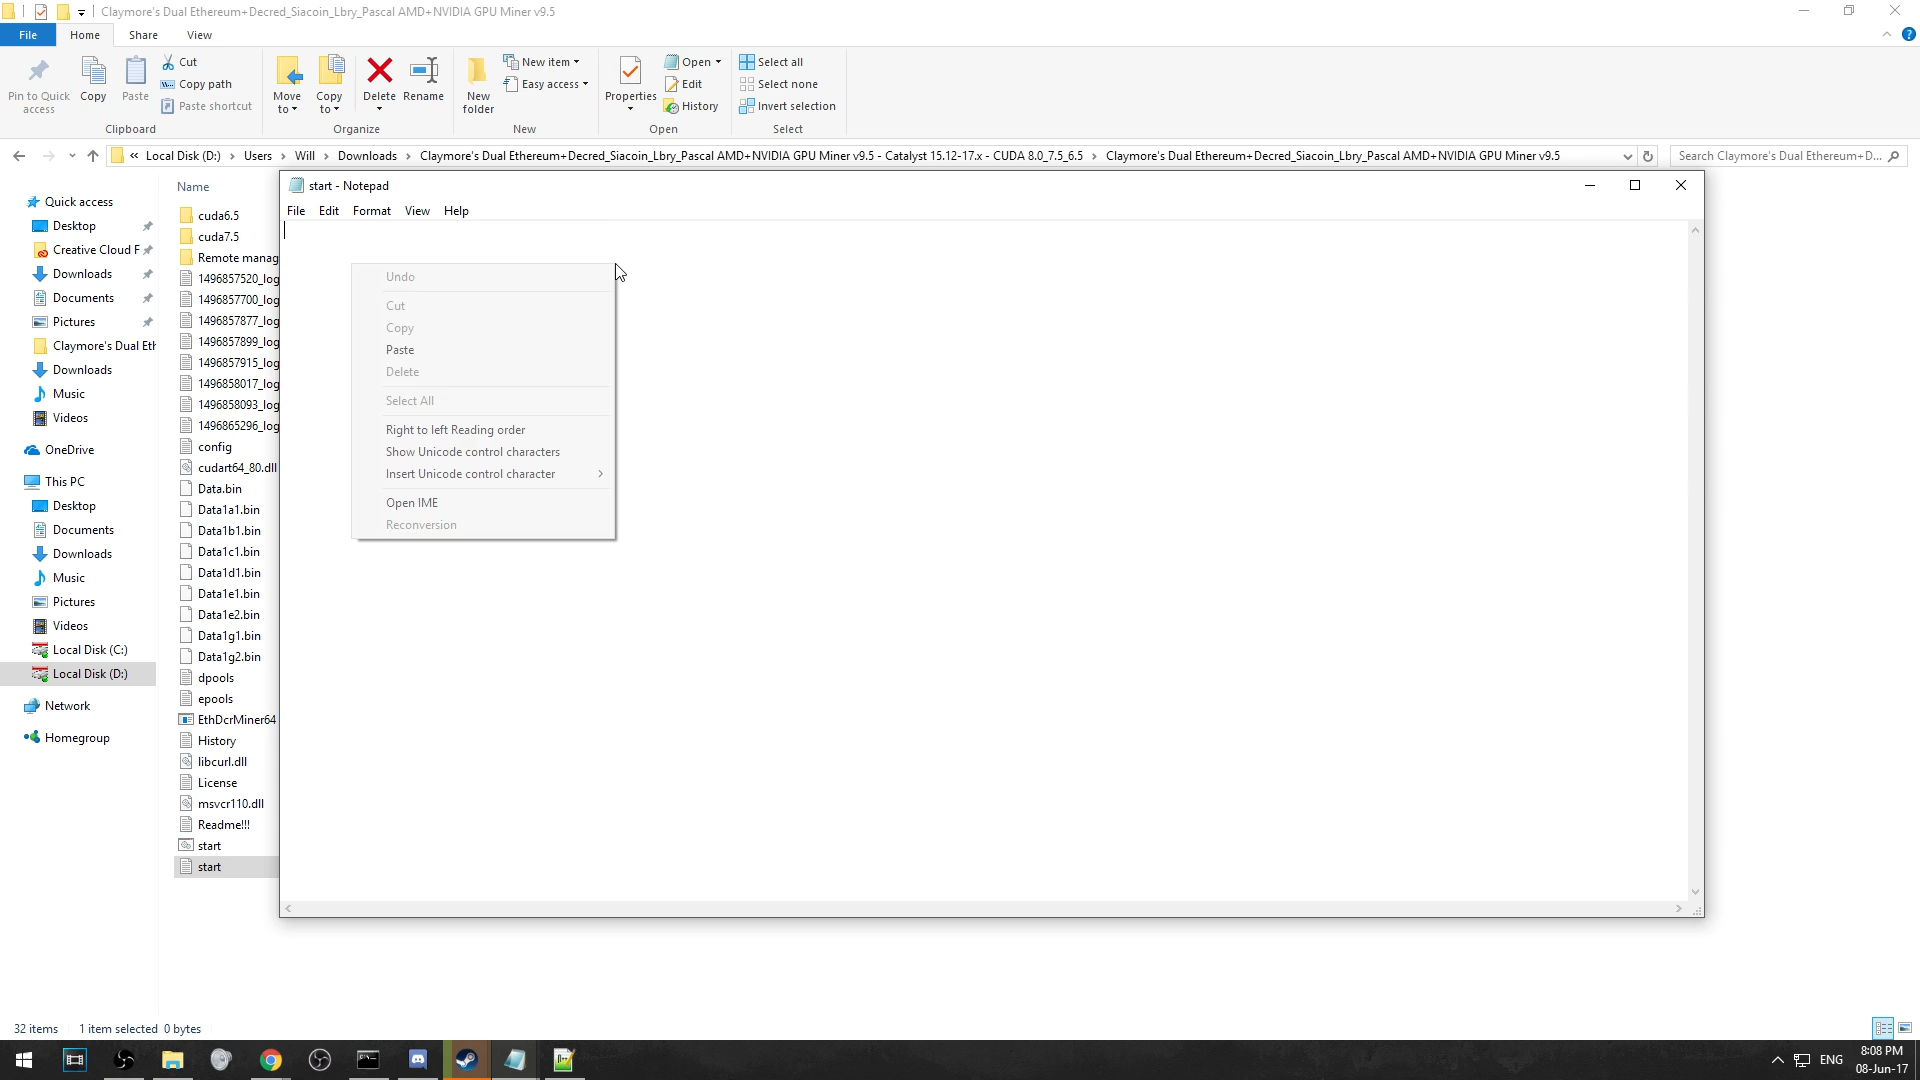 Claymore's Dual Ethereum+Decred_Siacoin_Lbry_Pascal AMD+NVIDIA GPU Miner v9.5
File Home Share View
Pin to Quick access
Copy
Paste
Cut
Copy path
Paste shortcut
Clipboard
Move to
Copy to
Delete
Rename
Organize
New folder
New item
Easy access
New
Properties
Open
Edit
History
Open
Select all
Select none
Invert selection
Select
« Local Disk (D:) > Users > Will > Downloads > Claymore's Dual Ethereum+Decred_Siacoin_Lbry_Pascal AMD+NVIDIA GPU Miner v9.5 - Catalyst 15.12-17.x - CUDA 8.0_7.5_6.5 > Claymore's Dual Ethereum+Decred_Siacoin_Lbry_Pascal AMD+NVIDIA GPU Miner v9.5
Search Claymore's Dual Ethereum+D...
Quick access
Desktop
Creative Cloud F
Downloads
Documents
Pictures
Claymore's Dual Eth
Downloads
Music
Videos
OneDrive
This PC
Desktop
Documents
Downloads
Music
Pictures
Videos
Local Disk (C:)
Local Disk (D:)
Network
Homegroup
Name
cuda6.5
cuda7.5
Remote manag
1496857520_log
1496857700_log
1496857877_log
1496857899_log
1496857915_log
1496858017_log
1496858093_log
1496865296_log
config
cudart64_80.dll
Data.bin
Data1a1.bin
Data1b1.bin
Data1c1.bin
Data1d1.bin
Data1e1.bin
Data1e2.bin
Data1g1.bin
Data1g2.bin
dpools
epools
EthDcrMiner64
History
libcurl.dll
License
msvcr110.dll
Readme!!!
start
start
start - Notepad
File Edit Format View Help
Undo
Cut
Copy
Paste
Delete
Select All
Right to left Reading order
Show Unicode control characters
Insert Unicode control character
Open IME
Reconversion
32 items 1 item selected 0 bytes
ENG
8:08 PM
08-Jun-17